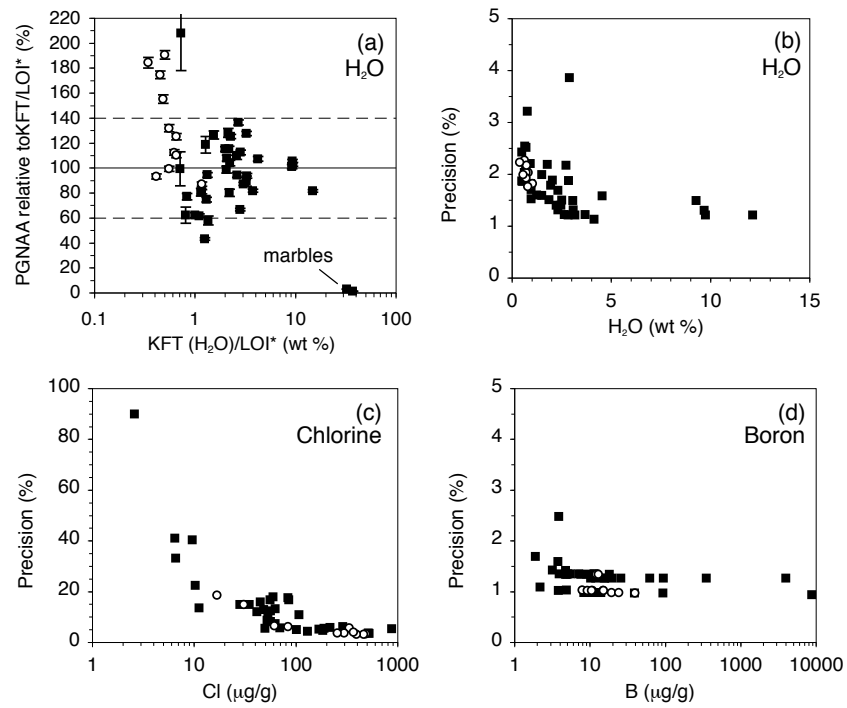 220
200
180
160
140
120
100
80
60
40
20
0
PGNAA relative toKFT/LOI* (%)
(a)
H₂O
marbles
0.1 1 10 100
KFT (H₂O)/LOI* (wt %)
5
4
3
2
1
0
Precision (%)
(b)
H₂O
0 5 10 15
H₂O (wt %)
100
80
60
40
20
0
Precision (%)
(c)
Chlorine
1 10 100 1000
Cl (μg/g)
5
4
3
2
1
0
Precision (%)
(d)
Boron
1 10 100 1000 10000
B (μg/g)